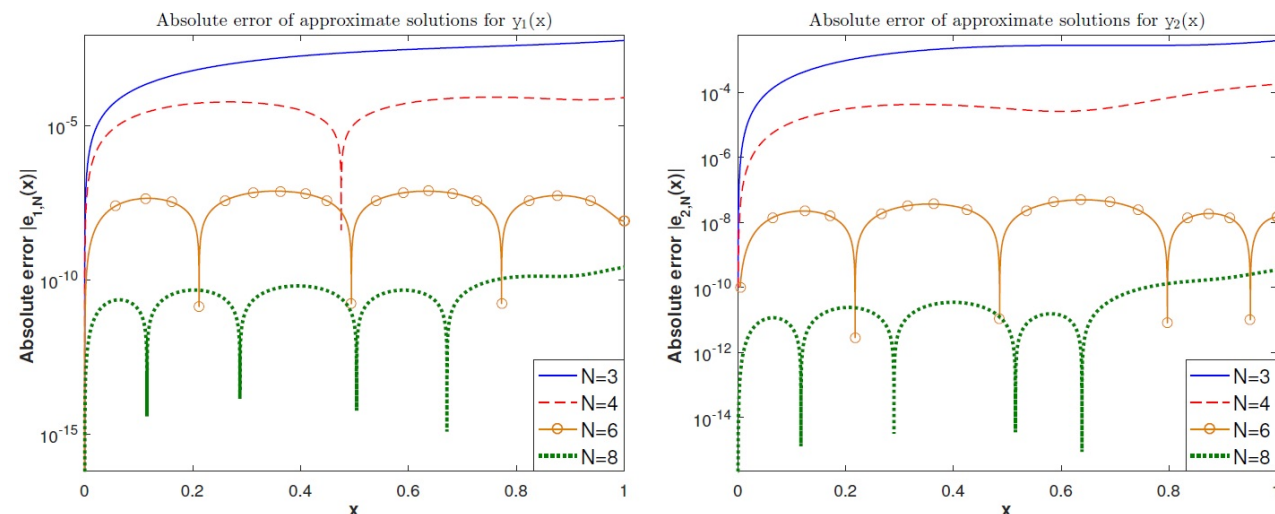 Absolute error of approximate solutions for y₁(x)
Absolute error |e₁,N(x)|
10⁻⁵
10⁻¹⁰
10⁻¹⁵
0 0.2 0.4 0.6 0.8 1
x
N=3
N=4
N=6
N=8
Absolute error of approximate solutions for y₂(x)
Absolute error |e₂,N(x)|
10⁻⁴
10⁻⁶
10⁻⁸
10⁻¹⁰
10⁻¹²
10⁻¹⁴
0 0.2 0.4 0.6 0.8 1
x
N=3
N=4
N=6
N=8